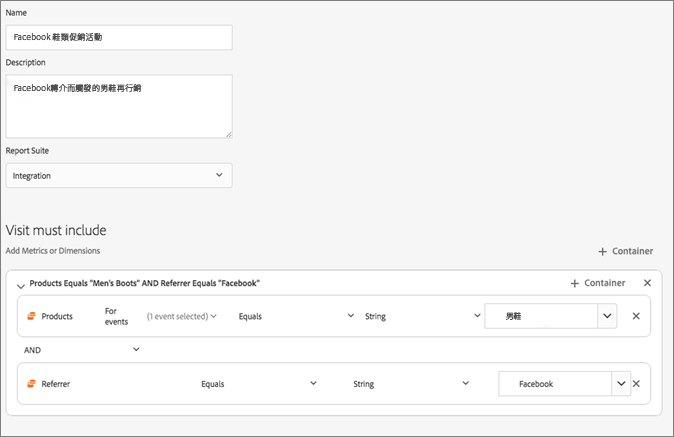 Name
Facebook 鞋類促銷活動
Description
Facebook轉介而觸發的男鞋再行銷
Report Suite
Integration
Visit must include
Add Metrics or Dimensions
+ Container
Products Equals "Men's Boots" AND Referrer Equals "Facebook"
+ Container
Products For events (1 event selected) Equals String 男鞋
AND
Referrer Equals String Facebook